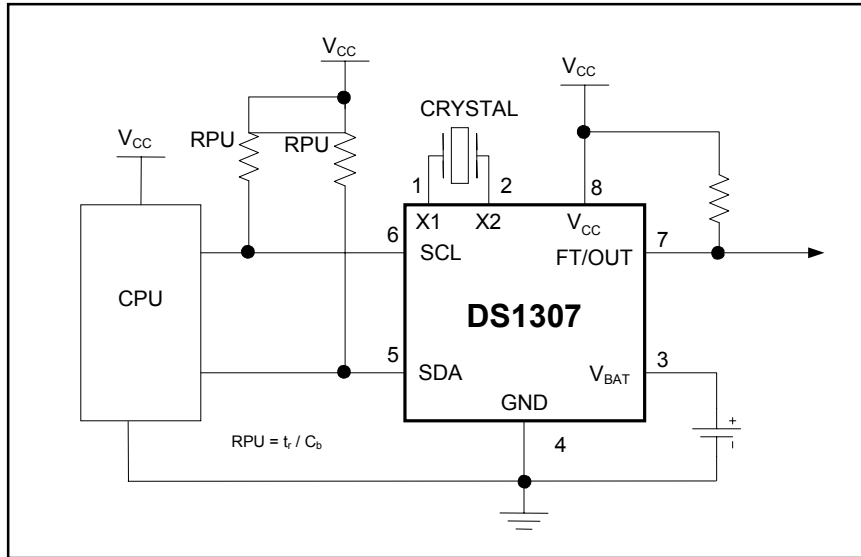 VCC
VCC
CRYSTAL
RPU
RPU
VCC
1
2
8
X1
X2
VCC
6
SCL
FT/OUT
7
CPU
DS1307
5
SDA
VBAT
3
GND
+
RPU = tr / Cb
4
-